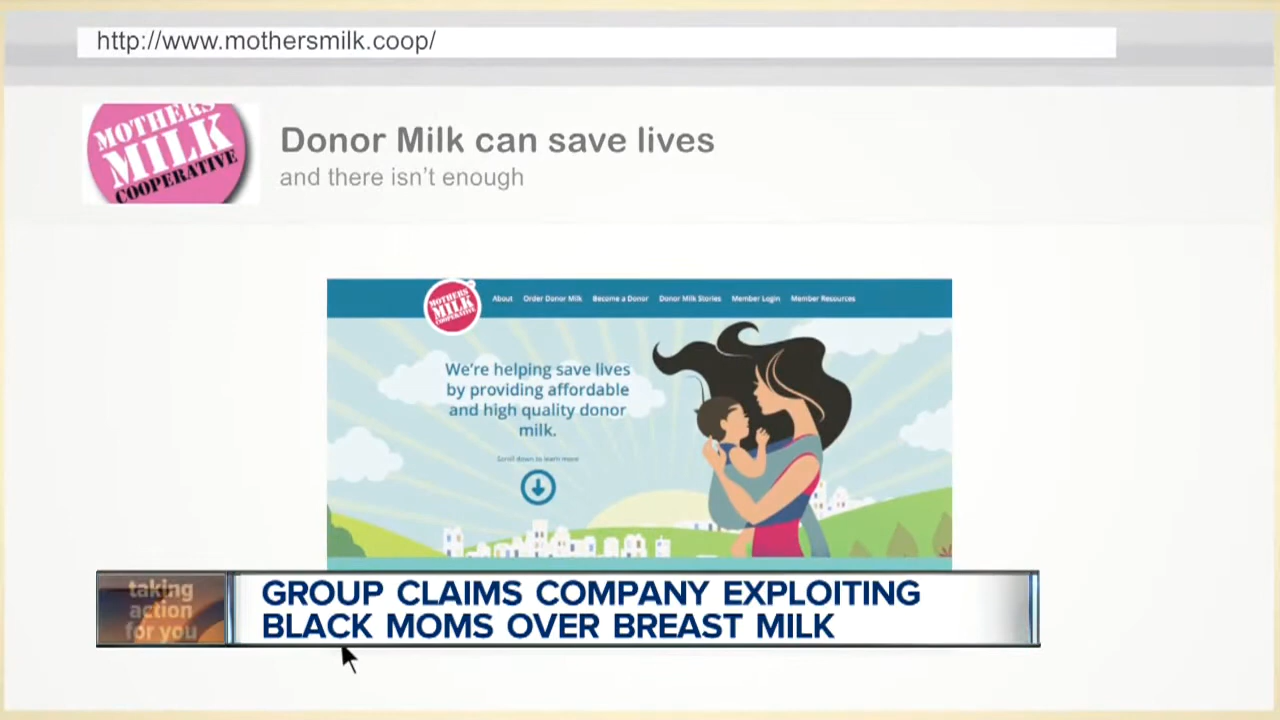 http://www.mothersmilk.coop/
MOTHERS
MILK
COOPERATIVE
Donor Milk can save lives
and there isn't enough
MOTHERS
MILK
COOPERATIVE
About Order Donor Milk Become a Donor Donor Milk Stories Member Login Member Resources
We're helping save lives
by providing affordable
and high quality donor
milk.
Scroll down to learn more
taking
action
for you
GROUP CLAIMS COMPANY EXPLOITING
BLACK MOMS OVER BREAST MILK